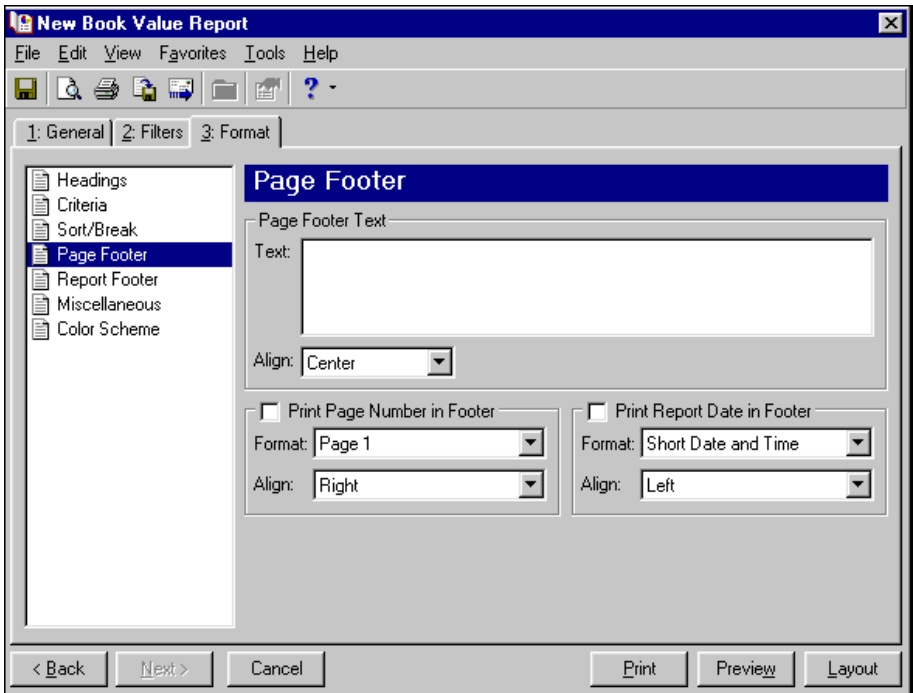 New Book Value Report
File Edit View Favorites Tools Help
?
1: General 2: Filters 3: Format
Headings
Criteria
Sort/Break
Page Footer
Report Footer
Miscellaneous
Color Scheme
Page Footer
Page Footer Text
Text:
Align: Center
Print Page Number in Footer
Format: Page 1
Align: Right
Print Report Date in Footer
Format: Short Date and Time
Align: Left
< Back Next > Cancel Print Preview Layout